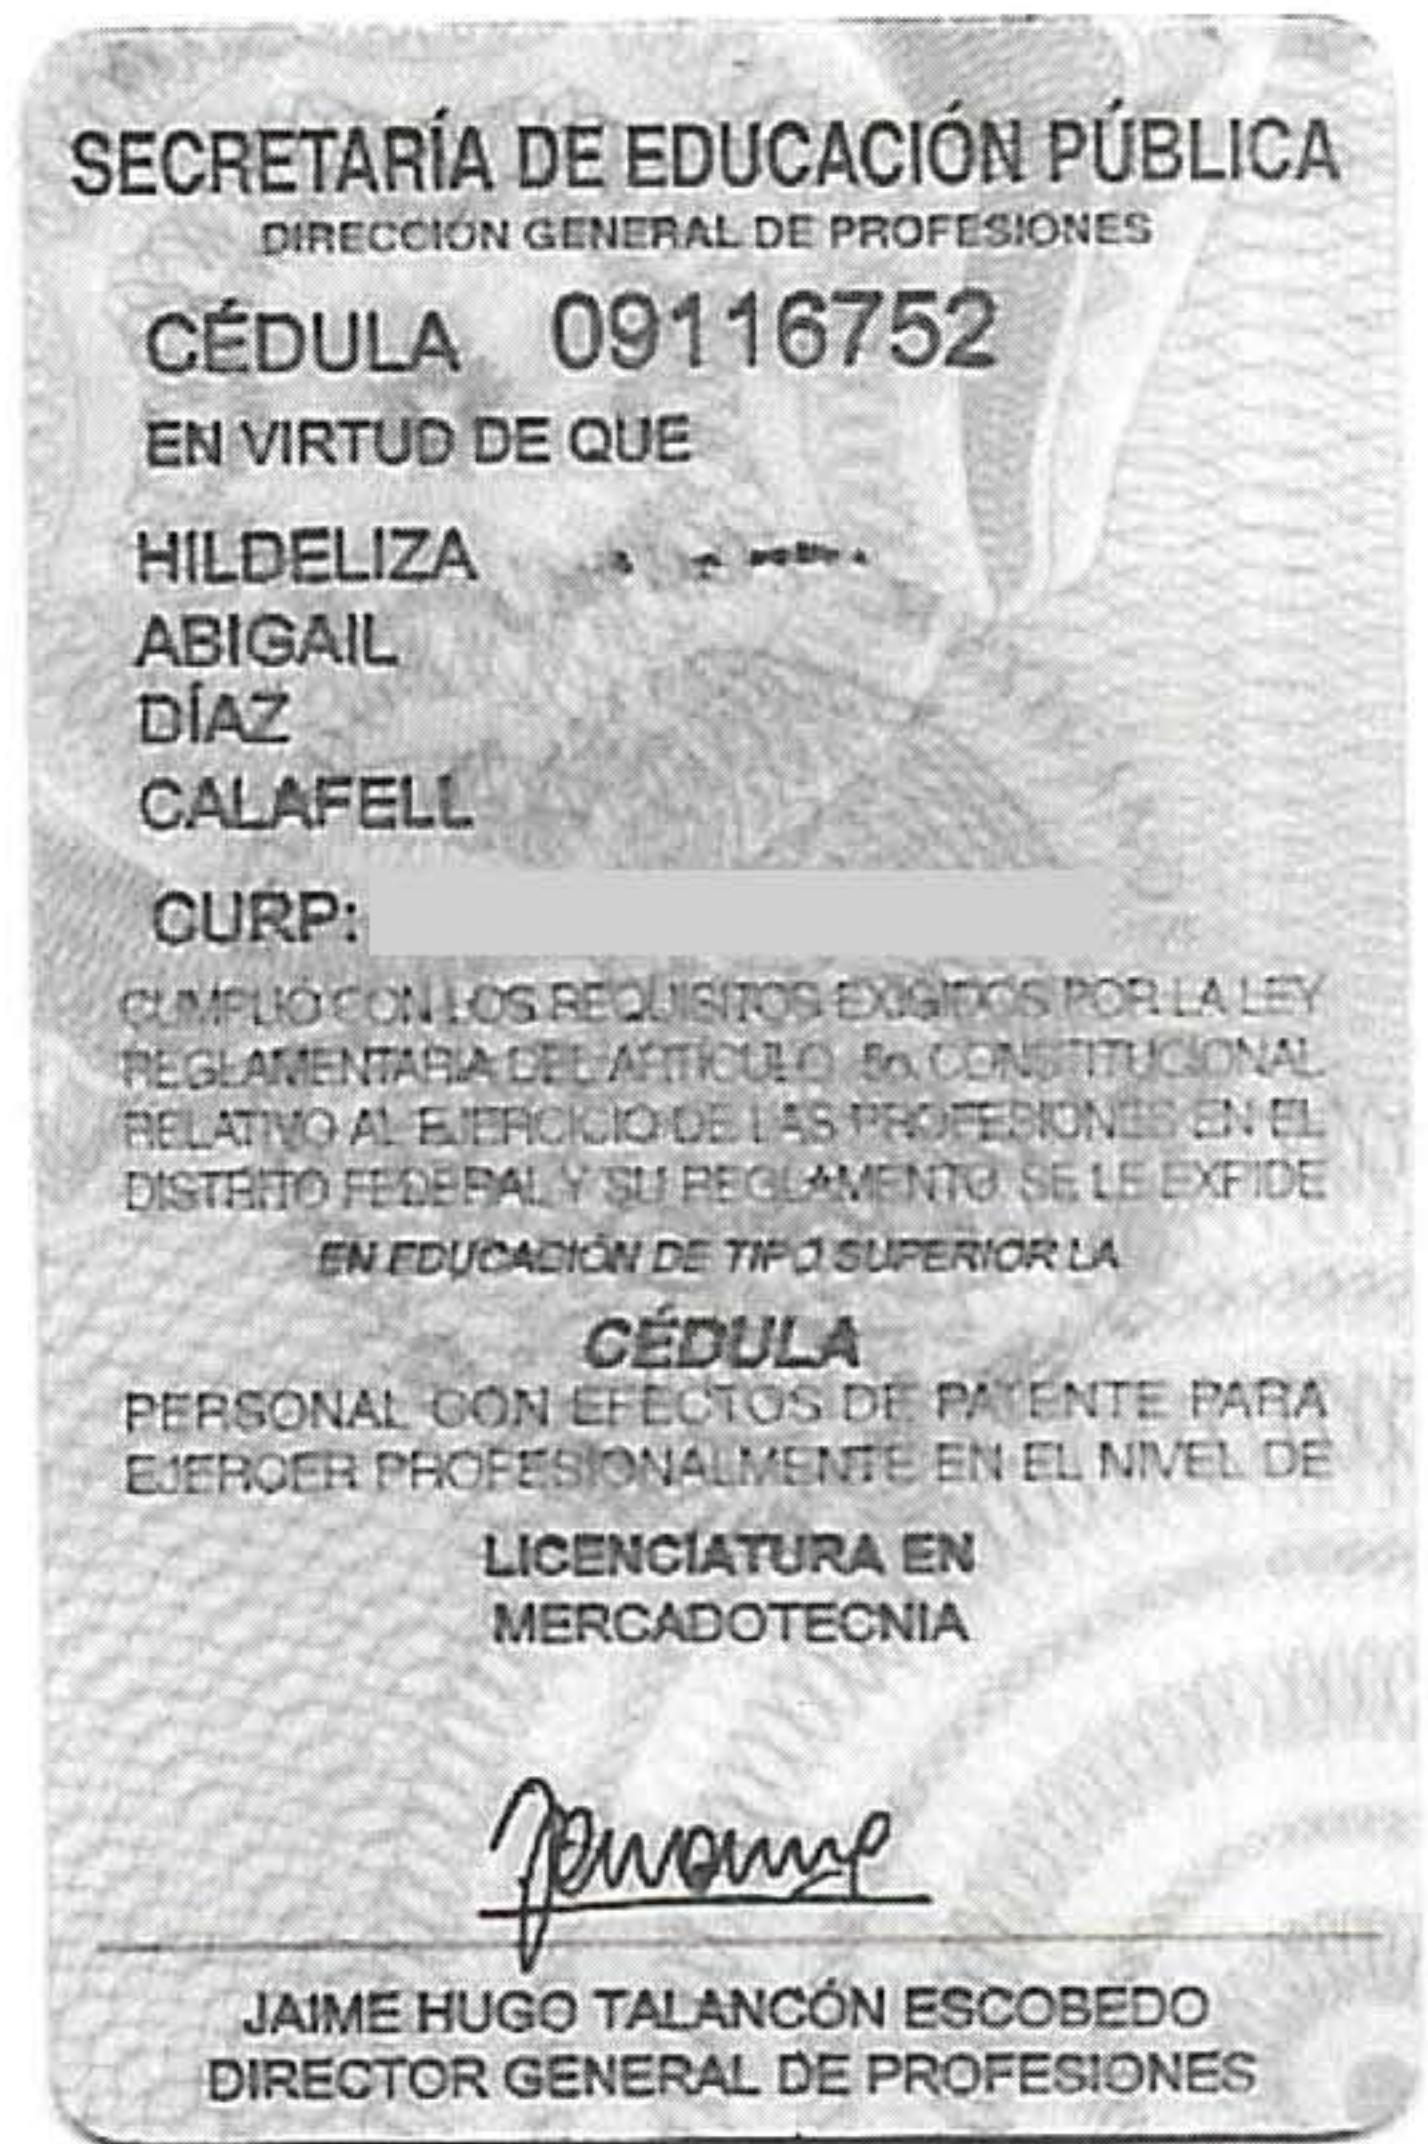 SECRETARÍA DE EDUCACIÓN PÚBLICA
DIRECCIÓN GENERAL DE PROFESIONES
CÉDULA 09116752
EN VIRTUD DE QUE
HILDELIZA
ABIGAIL
DÍAZ
CALAFELL
CURP:
CUMPLIÓ CON LOS REQUISITOS EXIGIDOS POR LA LEY
REGLAMENTARIA DEL ARTÍCULO 5o. CONSTITUCIONAL
RELATIVO AL EJERCICIO DE LAS PROFESIONES EN EL
DISTRITO FEDERAL Y SU REGLAMENTO SE LE EXPIDE
EN EDUCACIÓN DE TIPO SUPERIOR LA
CÉDULA
PERSONAL CON EFECTOS DE PATENTE PARA
EJERCER PROFESIONALMENTE EN EL NIVEL DE
LICENCIATURA EN
MERCADOTECNIA
JAIME HUGO TALANCÓN ESCOBEDO
DIRECTOR GENERAL DE PROFESIONES